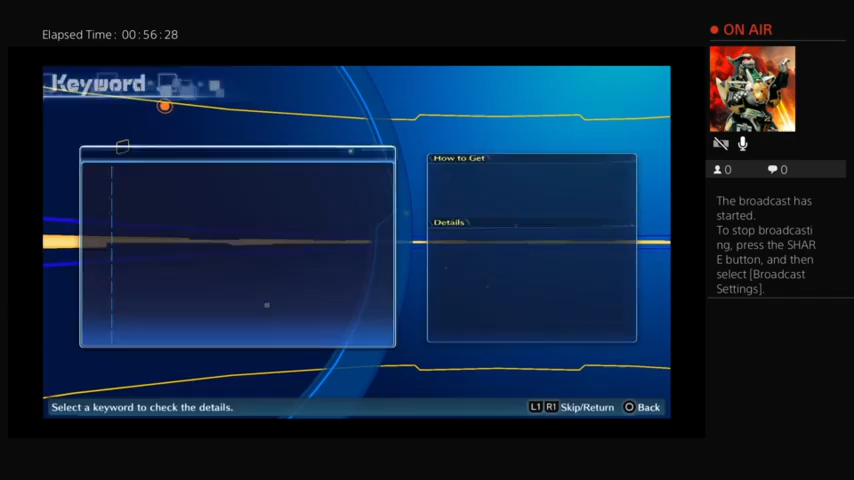 Elapsed Time: 00:56:28
ON AIR
Keyword
How to Get
Details
0 0
The broadcast has
started.
To stop broadcasti
ng, press the SHAR
E button, and then
select [Broadcast
Settings].
Select a keyword to check the details.
L1 R1 Skip/Return Back